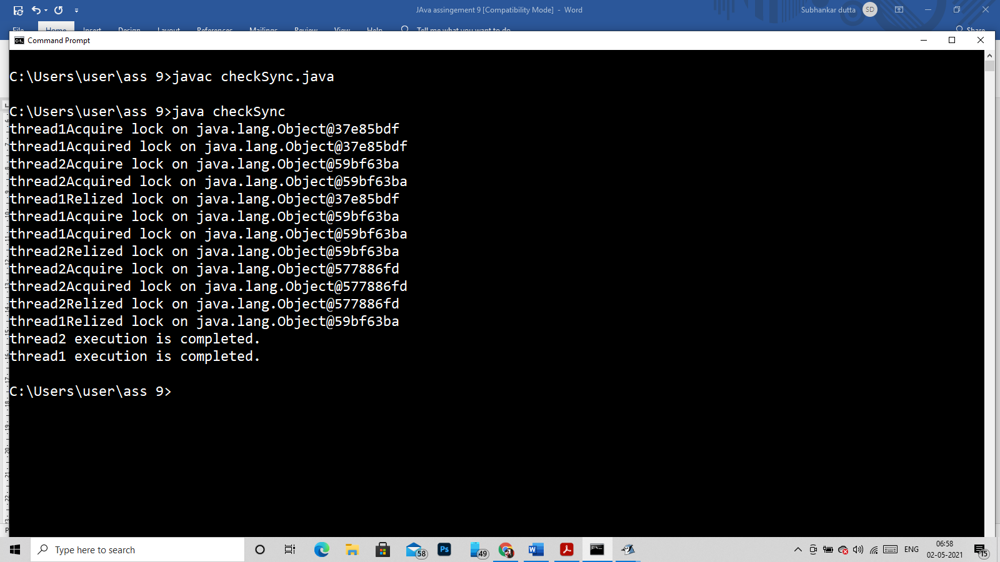 JAva assingement 9 [Compatibility Mode] - Word
Subhankar dutta SD
File Home Insert Design Layout References Mailings Review View Help Tell me what you want to do Share
Command Prompt
C:\Users\user\ass 9>javac checkSync.java
C:\Users\user\ass 9>java checkSync
thread1Acquire lock on java.lang.Object@37e85bdf
thread1Acquired lock on java.lang.Object@37e85bdf
thread2Acquire lock on java.lang.Object@59bf63ba
thread2Acquired lock on java.lang.Object@59bf63ba
thread1Relized lock on java.lang.Object@37e85bdf
thread1Acquire lock on java.lang.Object@59bf63ba
thread1Acquired lock on java.lang.Object@59bf63ba
thread2Relized lock on java.lang.Object@59bf63ba
thread2Acquire lock on java.lang.Object@577886fd
thread2Acquired lock on java.lang.Object@577886fd
thread2Relized lock on java.lang.Object@577886fd
thread1Relized lock on java.lang.Object@59bf63ba
thread2 execution is completed.
thread1 execution is completed.
C:\Users\user\ass 9>
Type here to search
58
Ps
49
ENG
06:58
02-05-2021
15